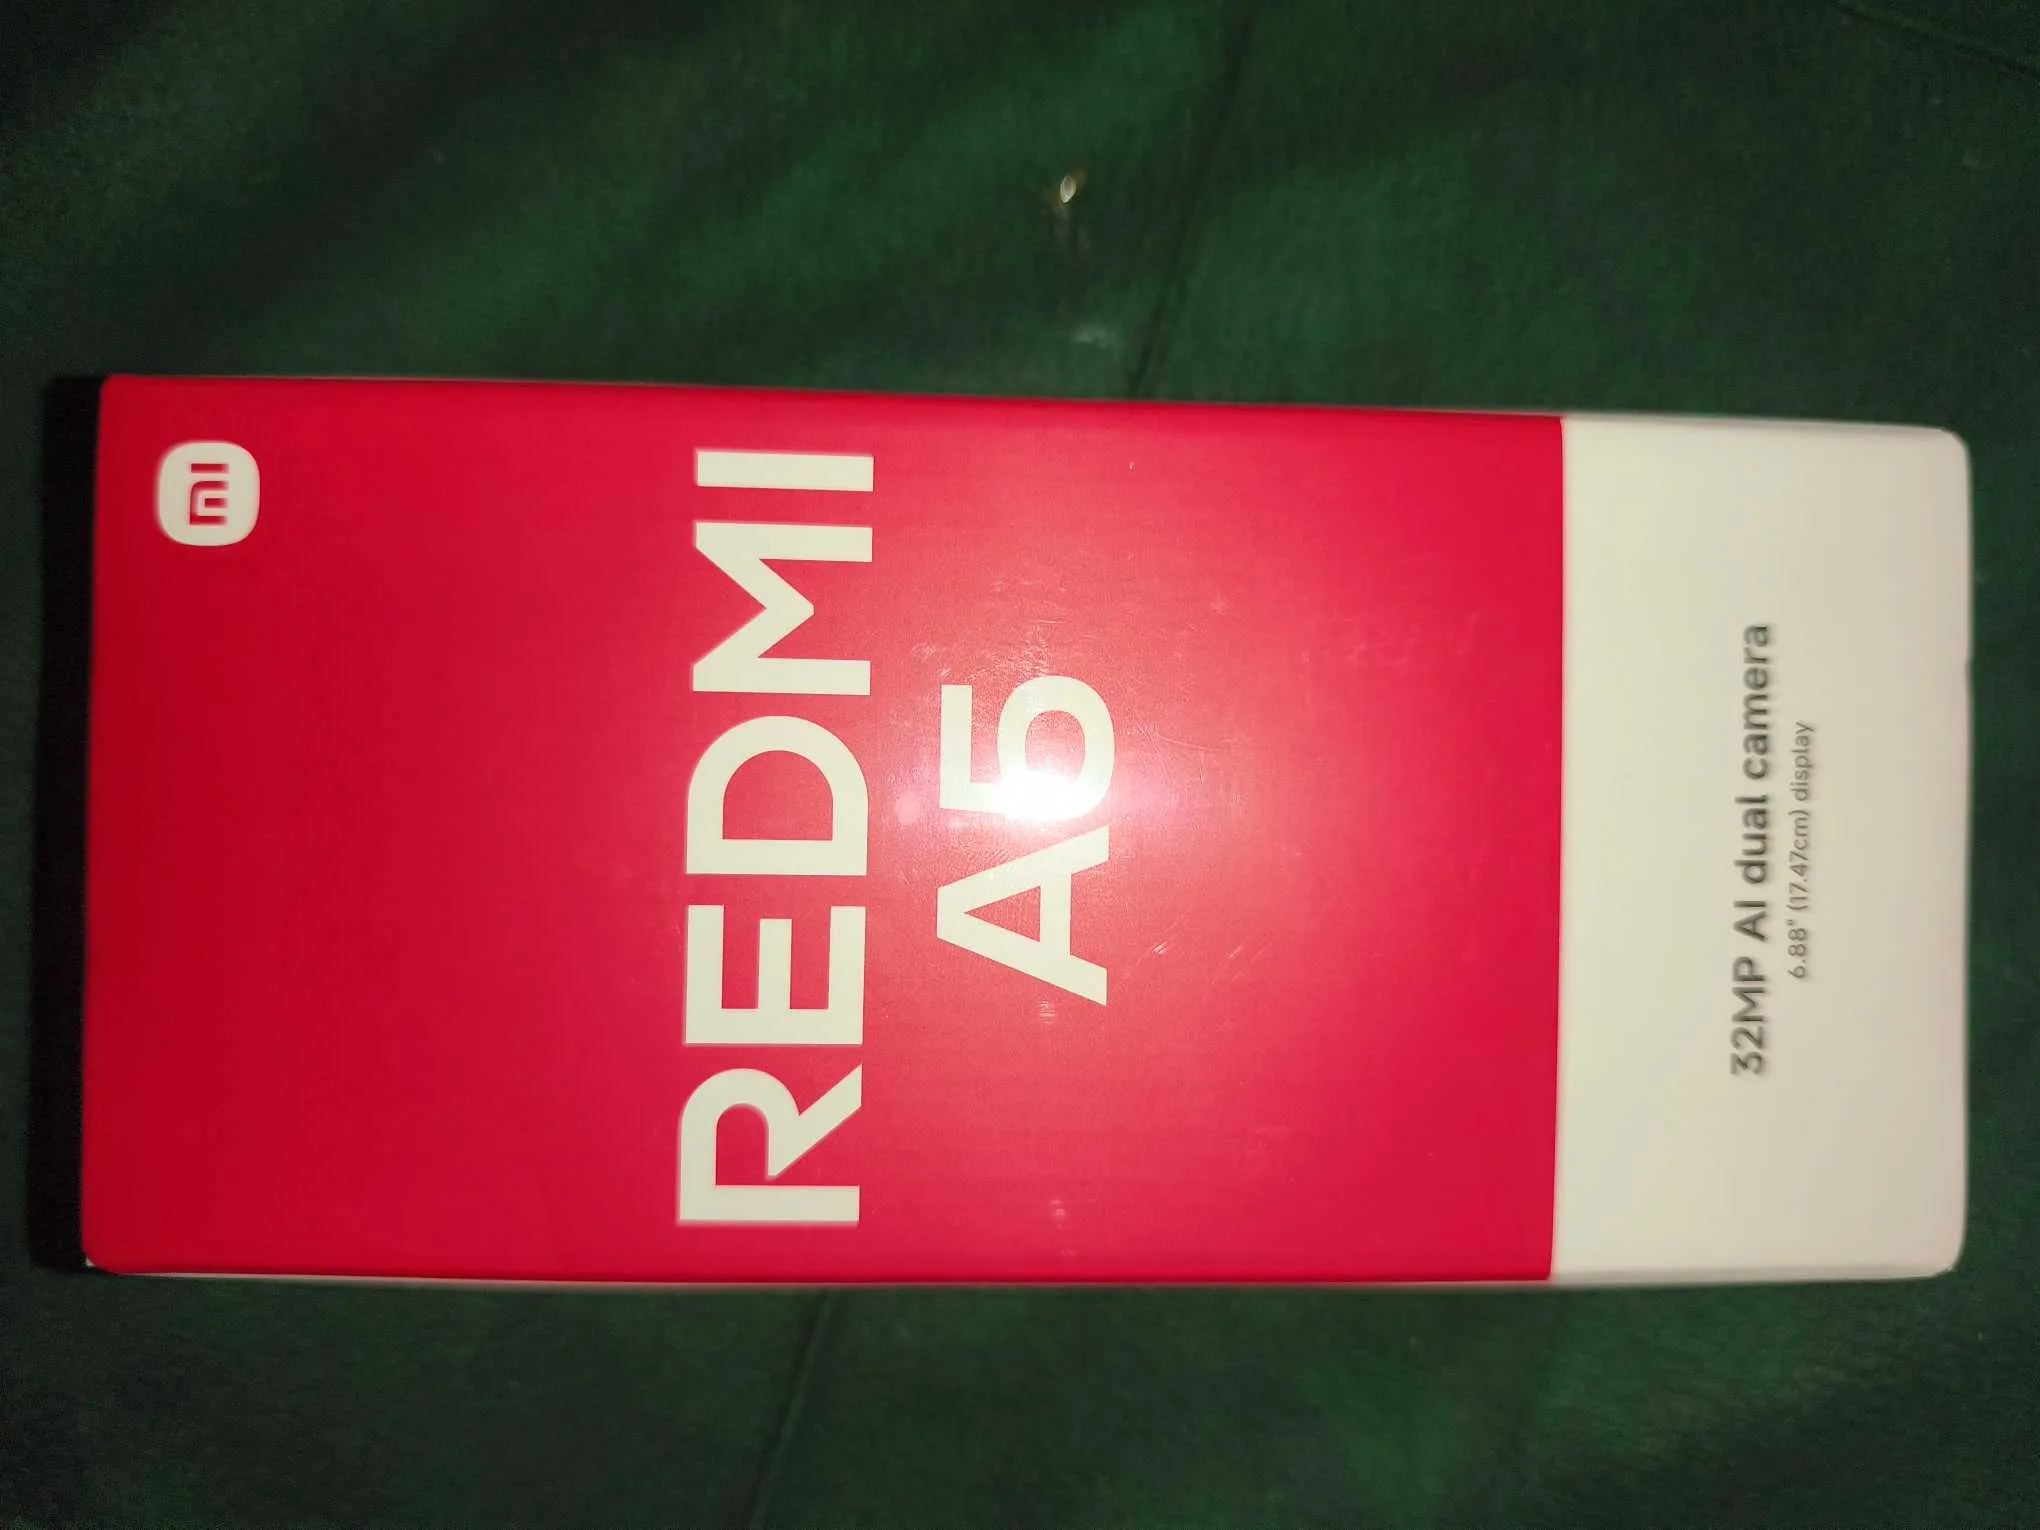 mi
REDMI
A5
32MP AI dual camera
6.88" (17.47cm) display